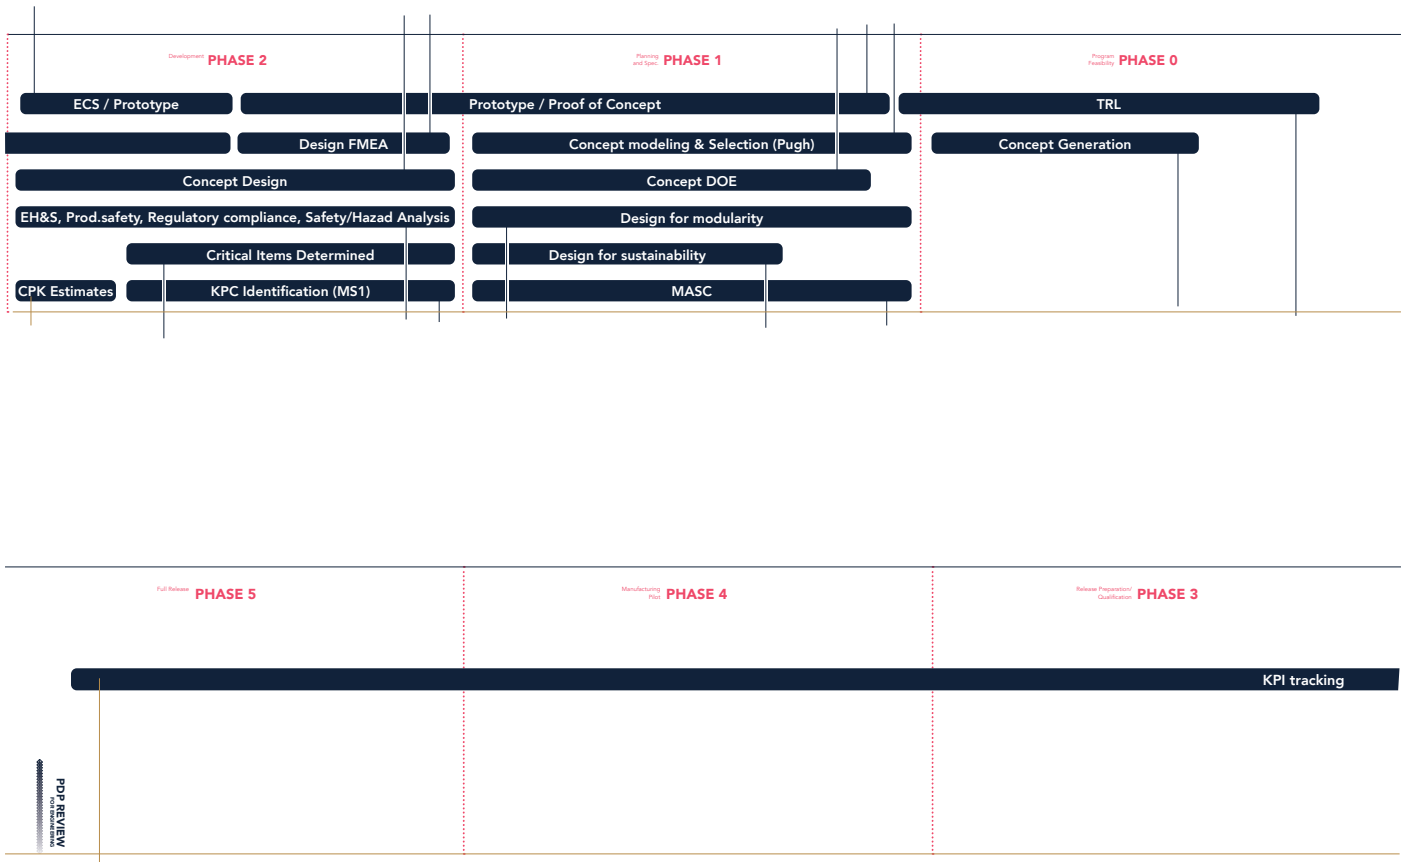 Development PHASE 2
Planning
and Spec. PHASE 1
Program
Feasibility PHASE 0
ECS / Prototype
Prototype / Proof of Concept
TRL
Design FMEA
Concept modeling & Selection (Pugh)
Concept Generation
Concept Design
Concept DOE
EH&S, Prod.safety, Regulatory compliance, Safety/Hazad Analysis
Design for modularity
Critical Items Determined
Design for sustainability
CPK Estimates
KPC Identification (MS1)
MASC
Full Release PHASE 5
Manufacturing
Pilot PHASE 4
Release Preparation/
Qualification PHASE 3
KPI tracking
PDP REVIEW
FOR ENGINEERING